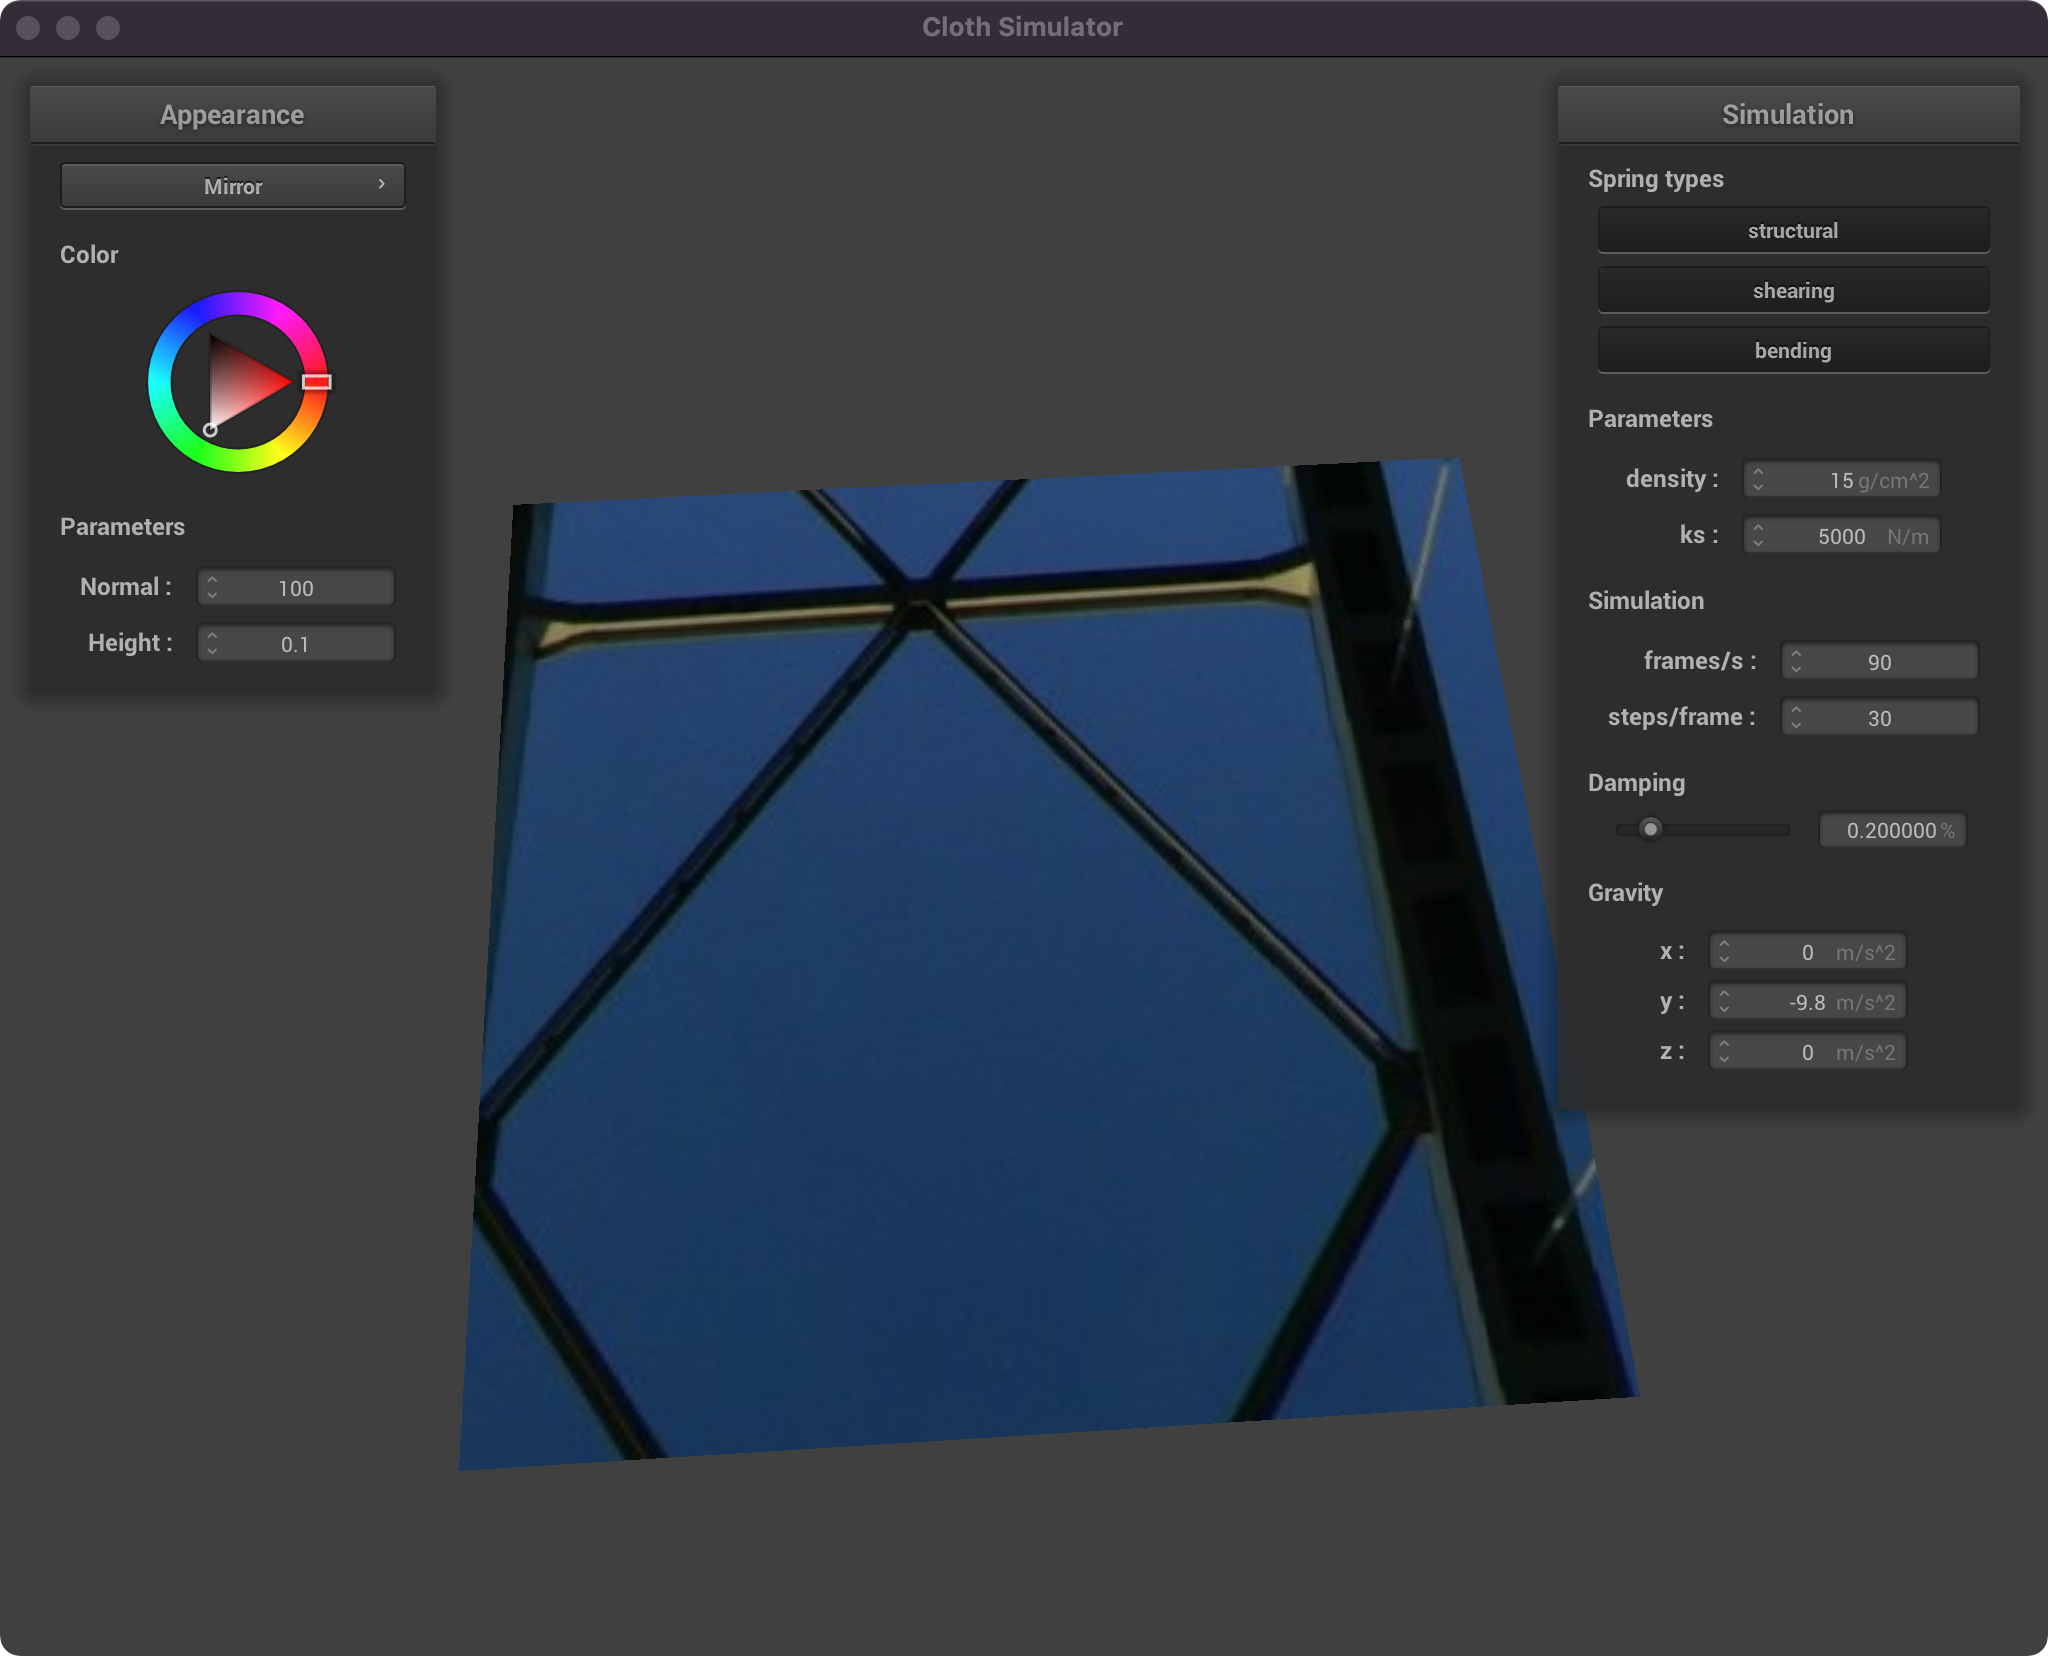 Cloth Simulator
Appearance
Mirror
Color
Parameters
Normal : 100
Height : 0.1
Simulation
Spring types
structural
shearing
bending
Parameters
density : 15 g/cm^2
ks : 5000 N/m
Simulation
frames/s : 90
steps/frame : 30
Damping
0.200000 %
Gravity
x : 0 m/s^2
y : -9.8 m/s^2
z : 0 m/s^2